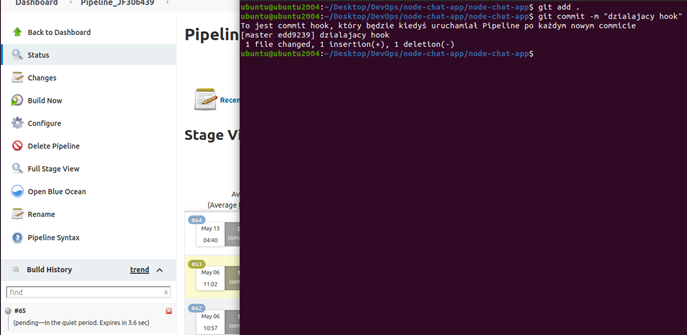 Dashboard
Pipeline_JF306439
Back to Dashboard
Status
Changes
Build Now
Configure
Delete Pipeline
Full Stage View
Open Blue Ocean
Rename
Pipeline Syntax
Build History
trend
find
x
#65
(pending—In the quiet period. Expires in 3.6 sec)
Stage
(Average
#64
May 13
04:40
#63
May 06
11:02
May 06
10:57
ubuntu@ubuntu2004:~/Desktop/DevOps/node-chat-app/node-chat-app$ git add .
ubuntu@ubuntu2004:~/Desktop/DevOps/node-chat-app/node-chat-app$ git commit -m "dzialajacy hook"
To jest commit hook, który będzie kiedyś uruchamiał Pipeline po każdym nowym commicie
[master edd9239] dzialajacy hook
1 file changed, 1 insertion(+), 1 deletion(-)
ubuntu@ubuntu2004:~/Desktop/DevOps/node-chat-app/node-chat-app$